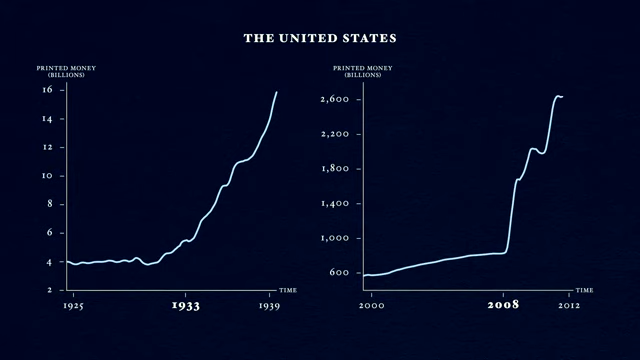 THE UNITED STATES
PRINTED MONEY
(BILLIONS)
16
14
12
10
8
6
4
2
1925
1933
1939
TIME
PRINTED MONEY
(BILLIONS)
2,600
2,200
1,800
1,400
1,000
600
2000
2008
2012
TIME